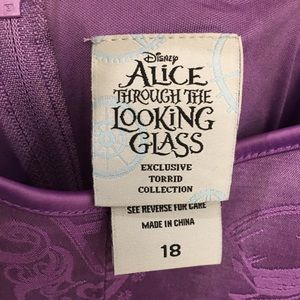 Disney
ALICE
THROUGH THE
LOOKING
GLASS
EXCLUSIVE
TORRID
COLLECTION
SEE REVERSE FOR CARE
MADE IN CHINA
18